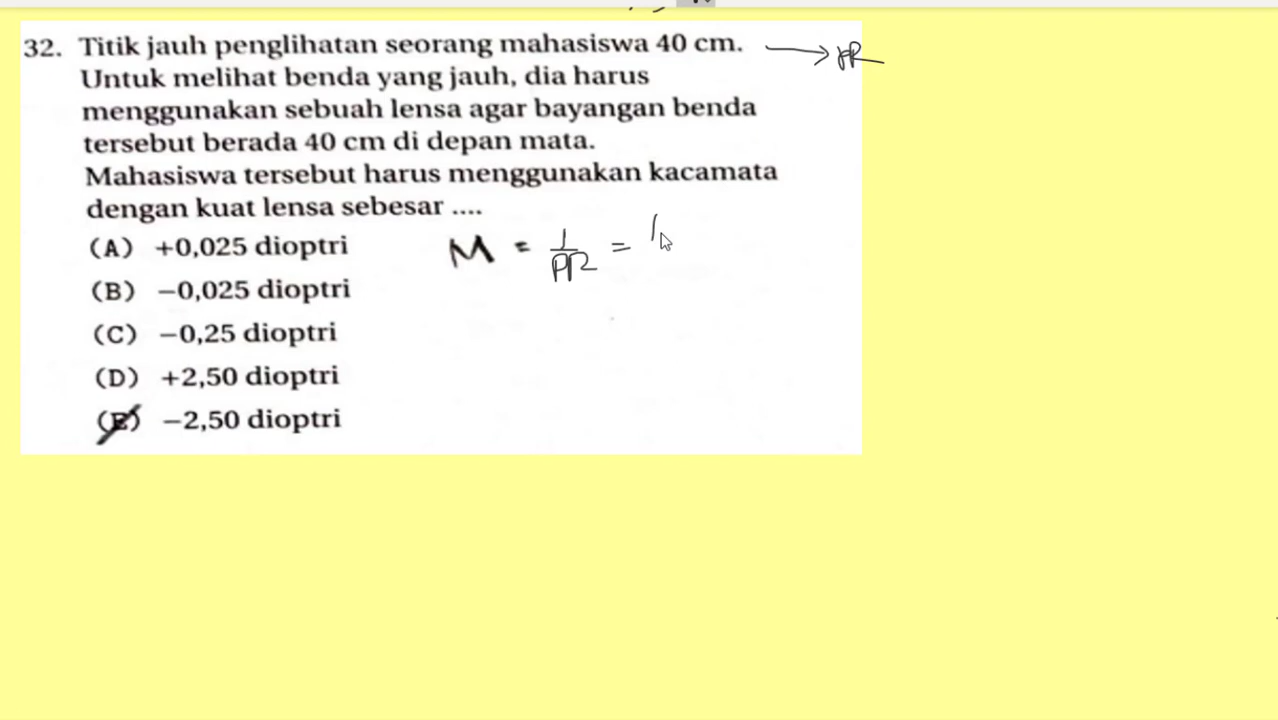 32. Titik jauh penglihatan seorang mahasiswa 40 cm. → PR
Untuk melihat benda yang jauh, dia harus
menggunakan sebuah lensa agar bayangan benda
tersebut berada 40 cm di depan mata.
Mahasiswa tersebut harus menggunakan kacamata
dengan kuat lensa sebesar ....
(A) +0,025 dioptri
M = 1/PR = 1
(B) −0,025 dioptri
(C) −0,25 dioptri
(D) +2,50 dioptri
(E) −2,50 dioptri